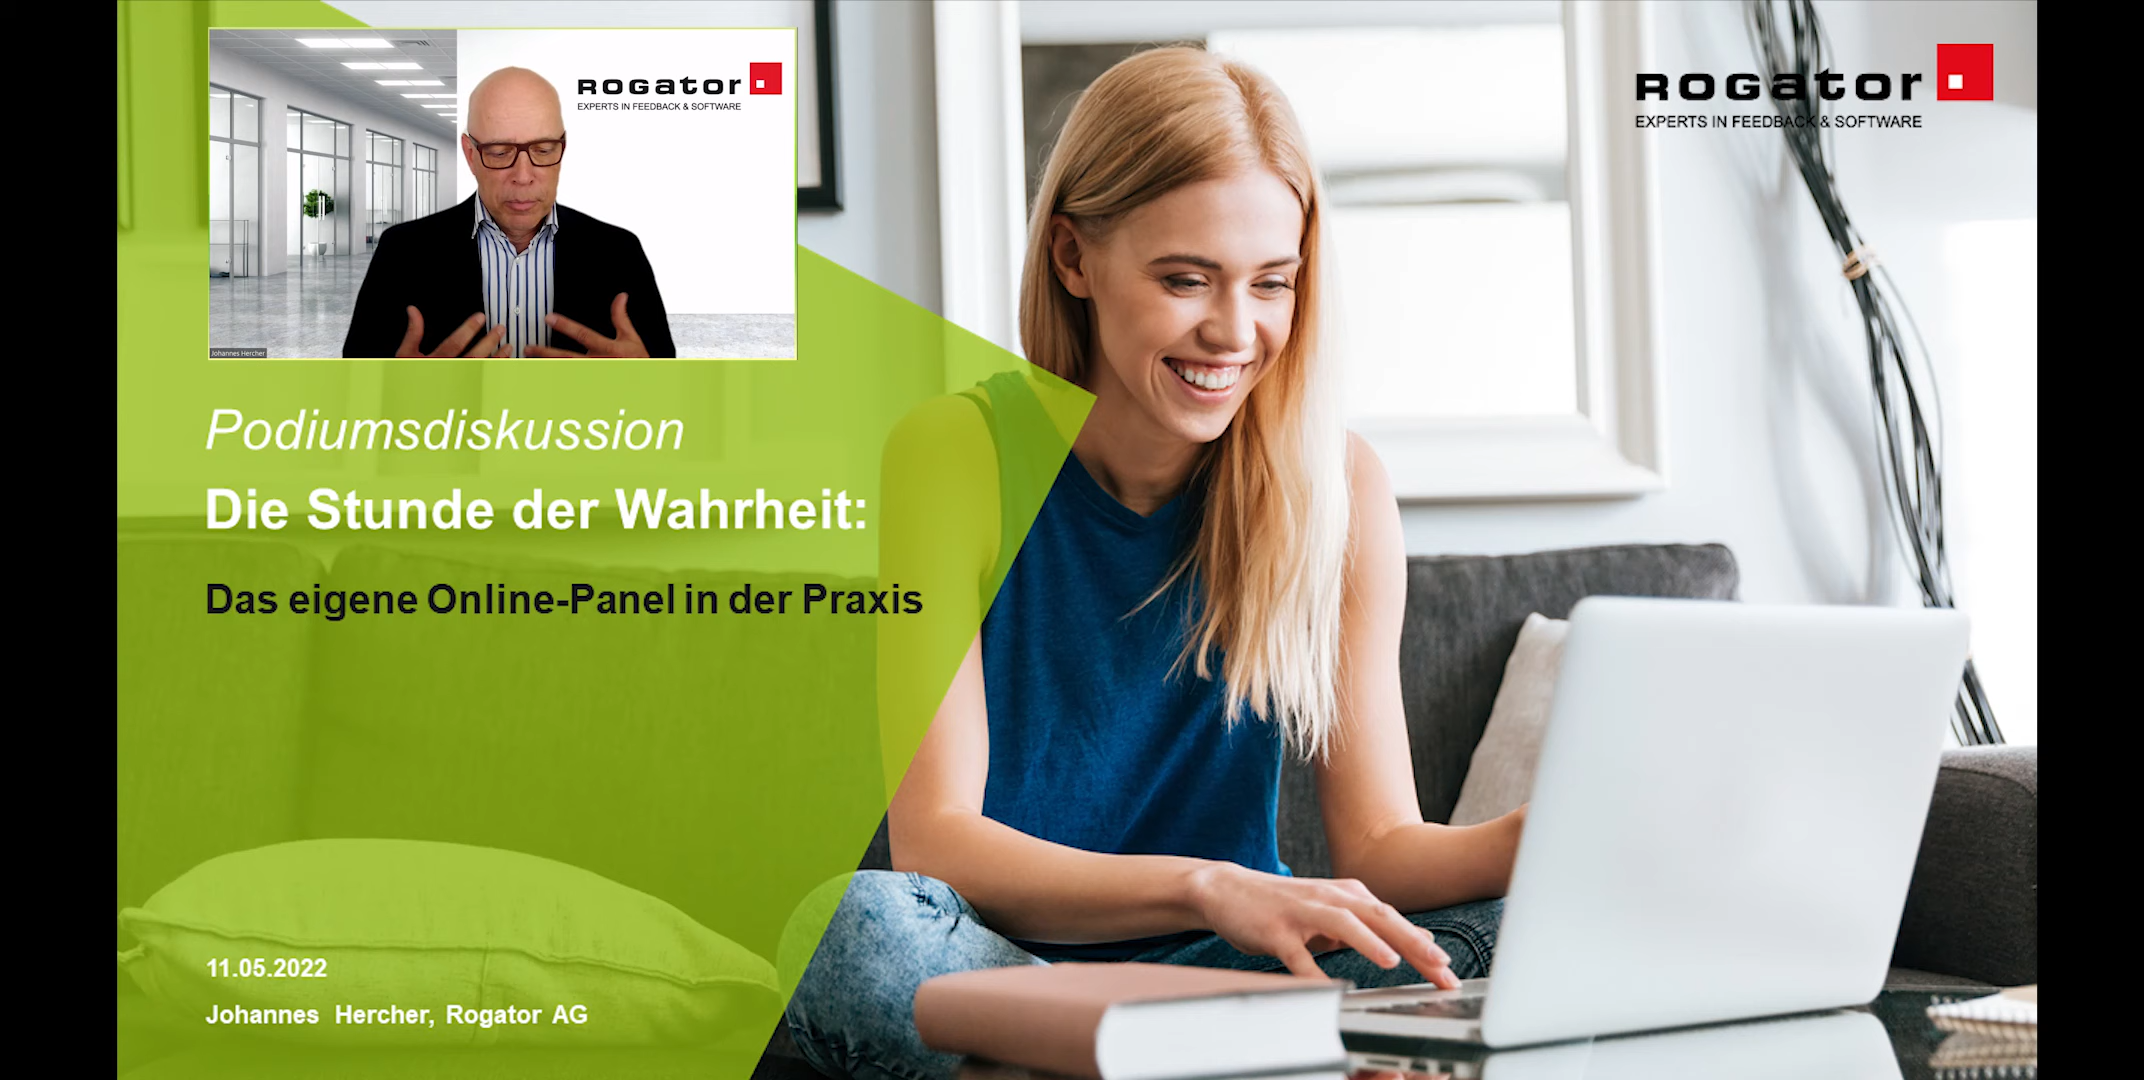 ROGator
EXPERTS IN FEEDBACK & SOFTWARE
Johannes Hercher
ROGator
EXPERTS IN FEEDBACK & SOFTWARE
Podiumsdiskussion
Die Stunde der Wahrheit:
Das eigene Online-Panel in der Praxis
11.05.2022
Johannes Hercher, Rogator AG